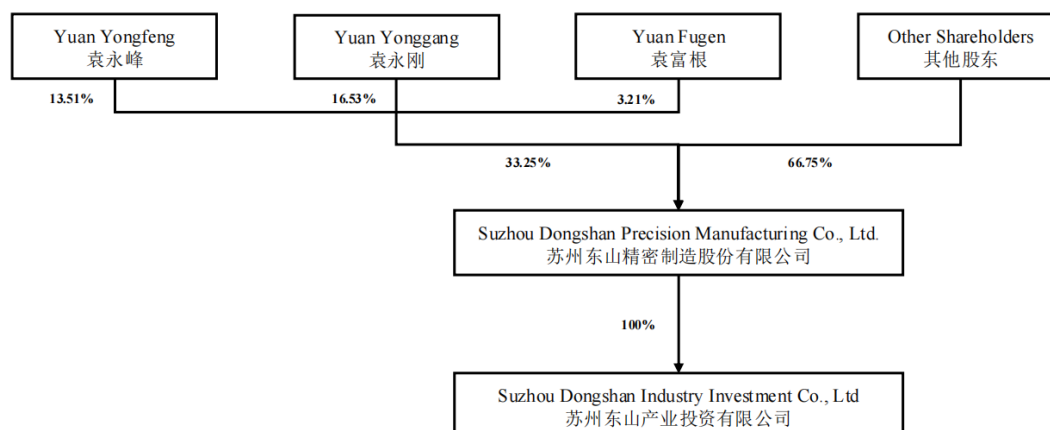 Yuan Yongfeng
袁永峰
Yuan Yonggang
袁永刚
Yuan Fugen
袁富根
Other Shareholders
其他股东
13.51%
16.53%
3.21%
33.25%
66.75%
Suzhou Dongshan Precision Manufacturing Co., Ltd.
苏州东山精密制造股份有限公司
100%
Suzhou Dongshan Industry Investment Co., Ltd
苏州东山产业投资有限公司